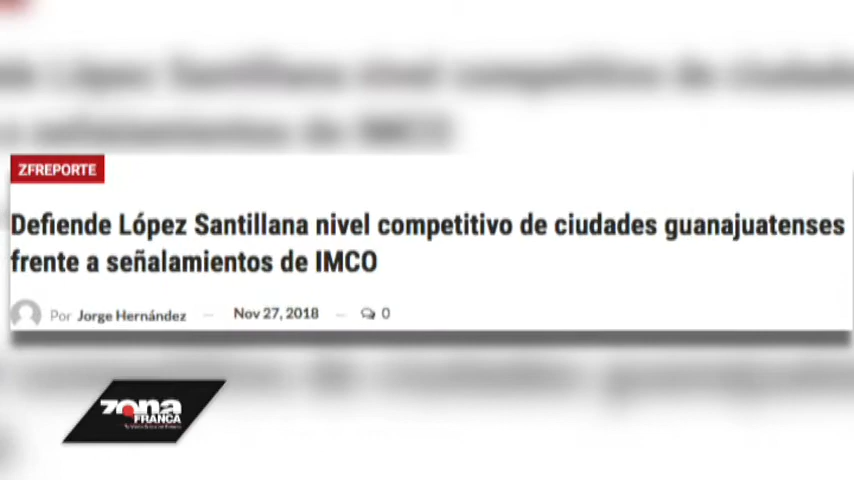 ZFREPORTE
Defiende López Santillana nivel competitivo de ciudades guanajuatenses
frente a señalamientos de IMCO
Por Jorge Hernández — Nov 27, 2018 — 0
ZONA
FRANCA